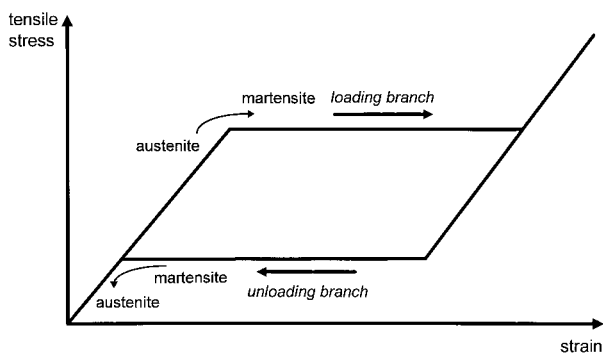 tensile
stress
martensite loading branch
austenite
martensite
unloading branch
austenite
strain